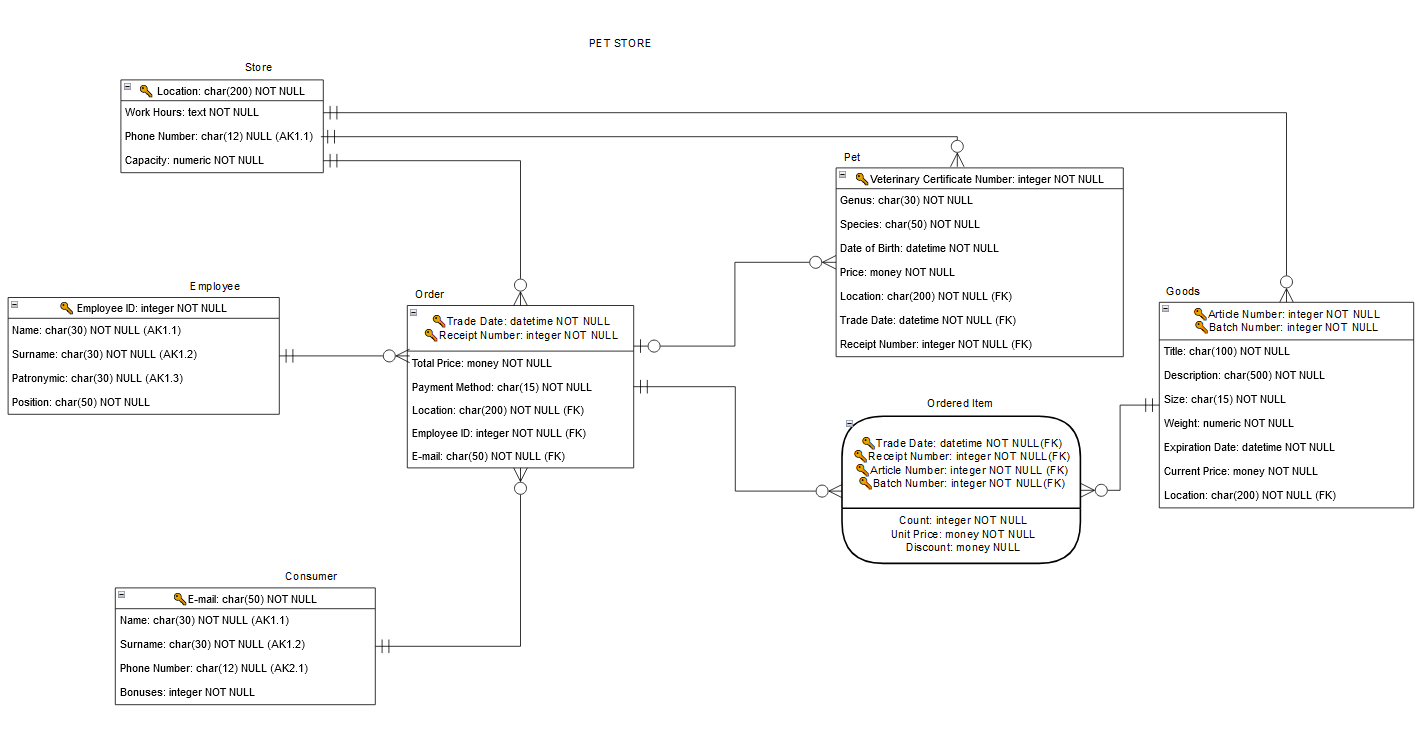 PET STORE
Store
Location: char(200) NOT NULL
Work Hours: text NOT NULL
Phone Number: char(12) NULL (AK1.1)
Capacity: numeric NOT NULL
Pet
Veterinary Certificate Number: integer NOT NULL
Genus: char(30) NOT NULL
Species: char(50) NOT NULL
Date of Birth: datetime NOT NULL
Price: money NOT NULL
Location: char(200) NOT NULL (FK)
Trade Date: datetime NOT NULL (FK)
Receipt Number: integer NOT NULL (FK)
Employee
Employee ID: integer NOT NULL
Name: char(30) NOT NULL (AK1.1)
Surname: char(30) NOT NULL (AK1.2)
Patronymic: char(30) NULL (AK1.3)
Position: char(50) NOT NULL
Order
Trade Date: datetime NOT NULL
Receipt Number: integer NOT NULL
Total Price: money NOT NULL
Payment Method: char(15) NOT NULL
Location: char(200) NOT NULL (FK)
Employee ID: integer NOT NULL (FK)
E-mail: char(50) NOT NULL (FK)
Goods
Article Number: integer NOT NULL
Batch Number: integer NOT NULL
Title: char(100) NOT NULL
Description: char(500) NOT NULL
Size: char(15) NOT NULL
Weight: numeric NOT NULL
Expiration Date: datetime NOT NULL
Current Price: money NOT NULL
Location: char(200) NOT NULL (FK)
Ordered Item
Trade Date: datetime NOT NULL(FK)
Receipt Number: integer NOT NULL(FK)
Article Number: integer NOT NULL (FK)
Batch Number: integer NOT NULL(FK)
Count: integer NOT NULL
Unit Price: money NOT NULL
Discount: money NULL
Consumer
E-mail: char(50) NOT NULL
Name: char(30) NOT NULL (AK1.1)
Surname: char(30) NOT NULL (AK1.2)
Phone Number: char(12) NULL (AK2.1)
Bonuses: integer NOT NULL